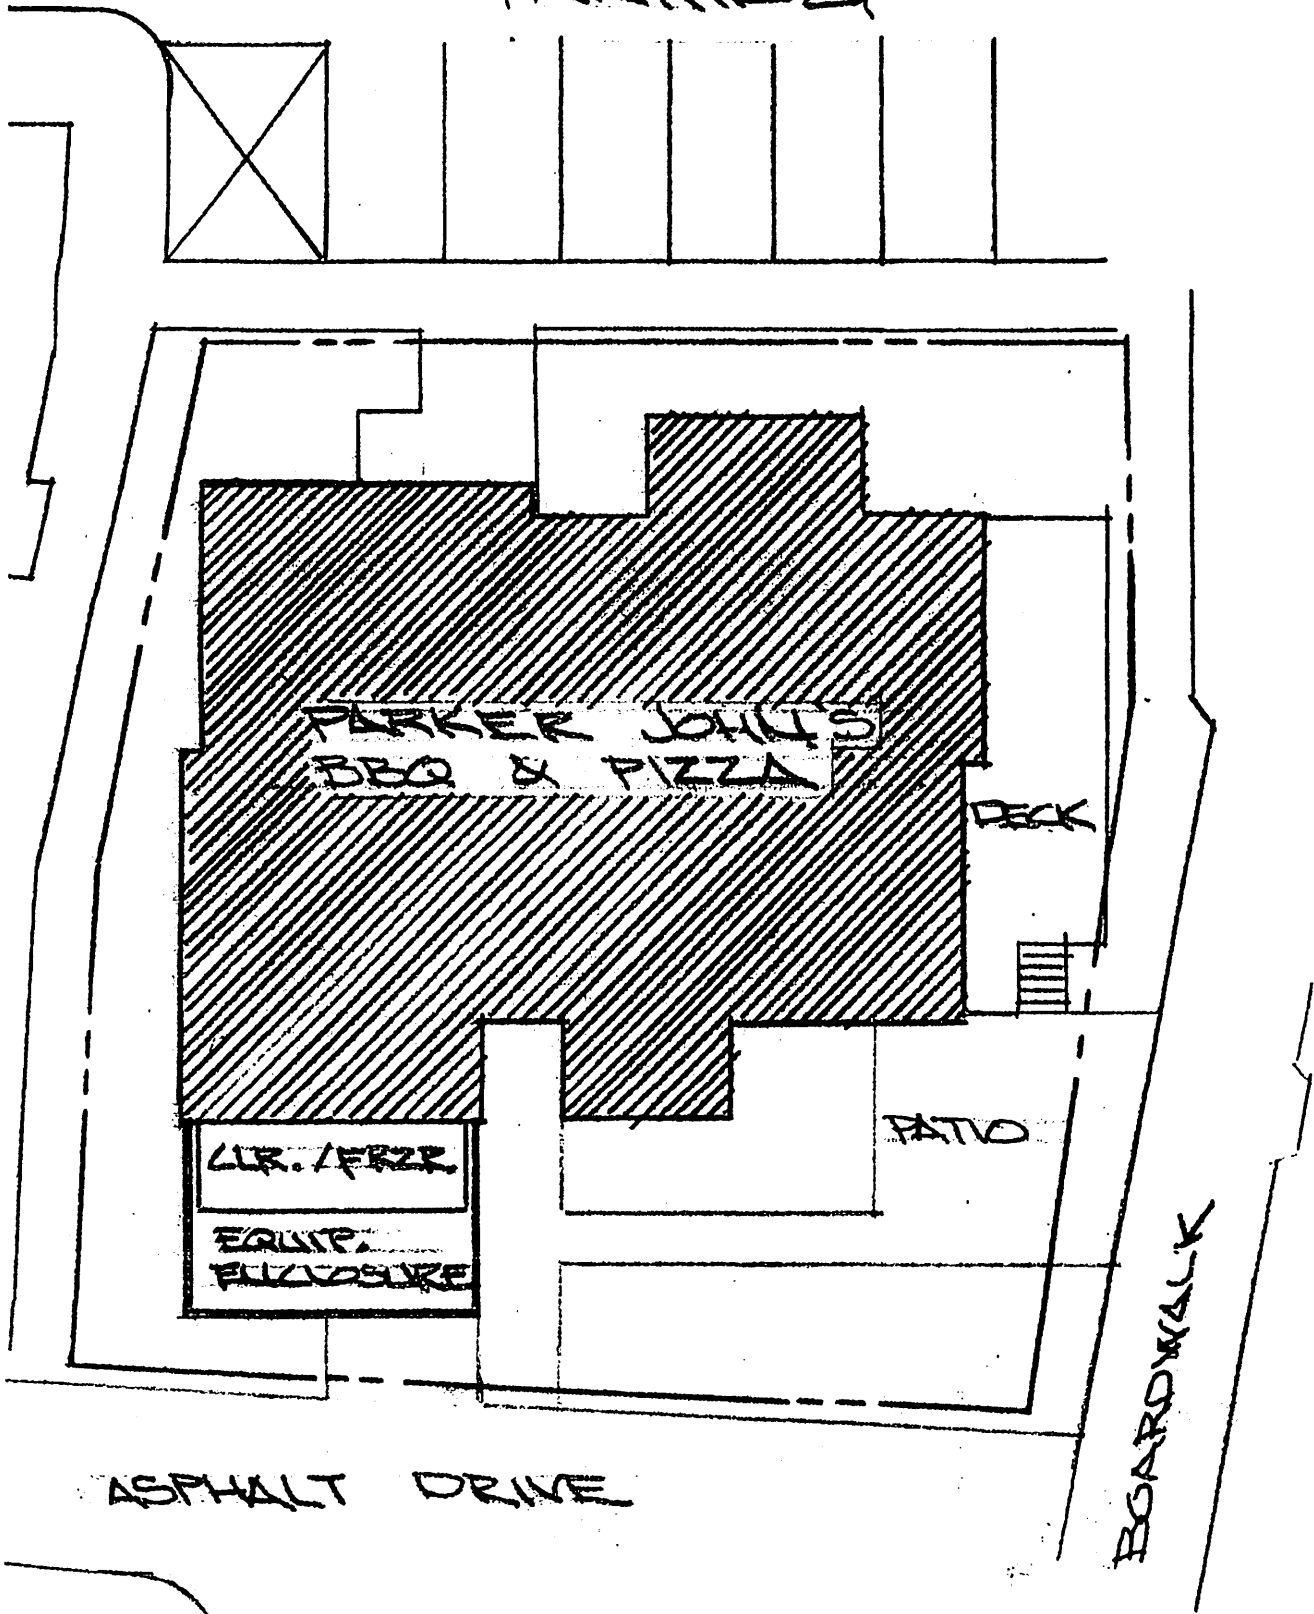 PARKER JOHN'S
BBQ & PIZZA
DECK
PATIO
CLR. / FRZR.
EQUIP.
ENCLOSURE
BOARDWALK
ASPHALT DRIVE